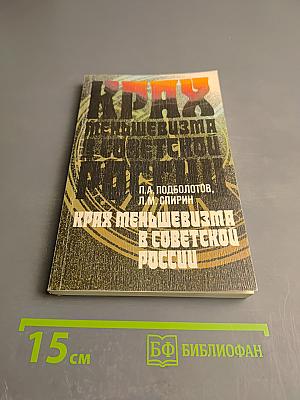 КРАХ
МЕНЬШЕВИЗМА
В СОВЕТСКОЙ
РОССИИ
П.А. ПОДБОЛОТОВ,
Л.М. СПИРИН
КРАХ МЕНЬШЕВИЗМА
В СОВЕТСКОЙ
РОССИИ
15 см
БФ БИБЛИОФАН